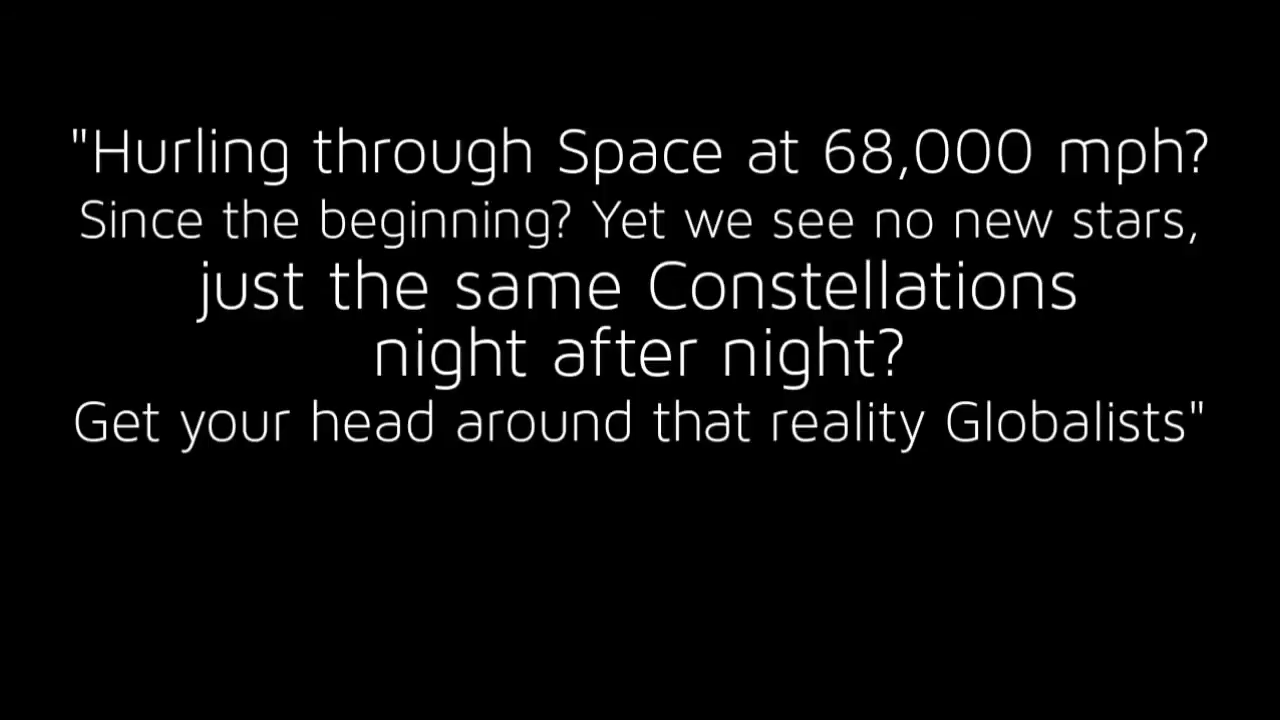 "Hurling through Space at 68,000 mph?
Since the beginning? Yet we see no new stars,
just the same Constellations
night after night?
Get your head around that reality Globalists"